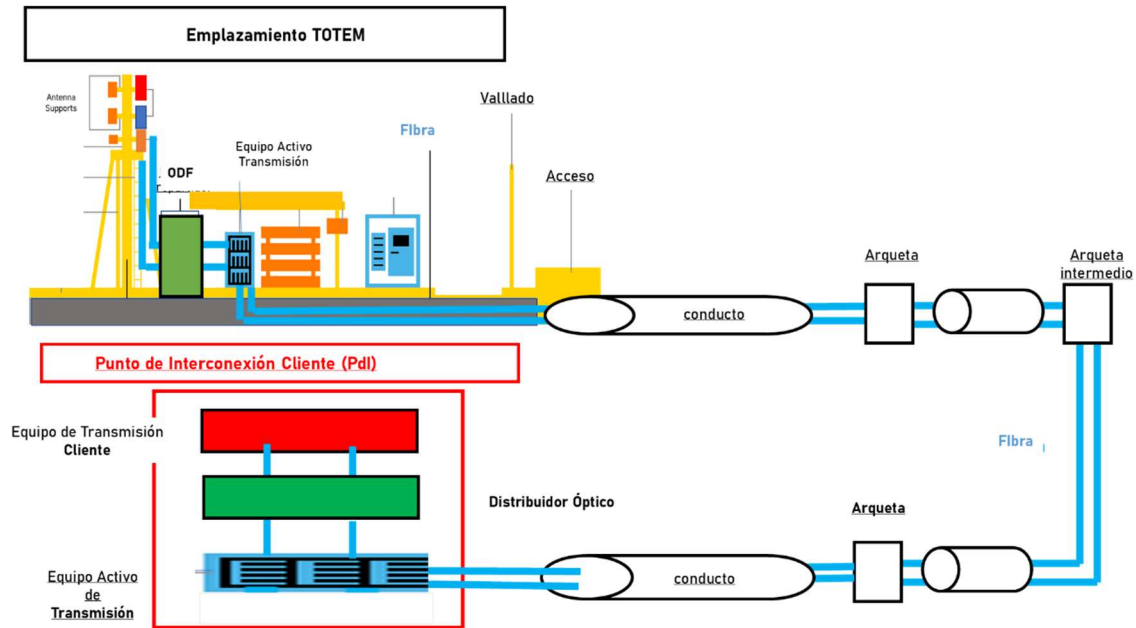 Emplazamiento TOTEM
Antenna
Supports
ODF
Equipo Activo
Transmisión
FIbra
Valllado
Acceso
conducto
Arqueta
Arqueta
intermedio
Punto de Interconexión Cliente (PdI)
Equipo de Transmisión
Cliente
FIbra
Distribuidor Óptico
Arqueta
Equipo Activo
de
Transmisión
conducto